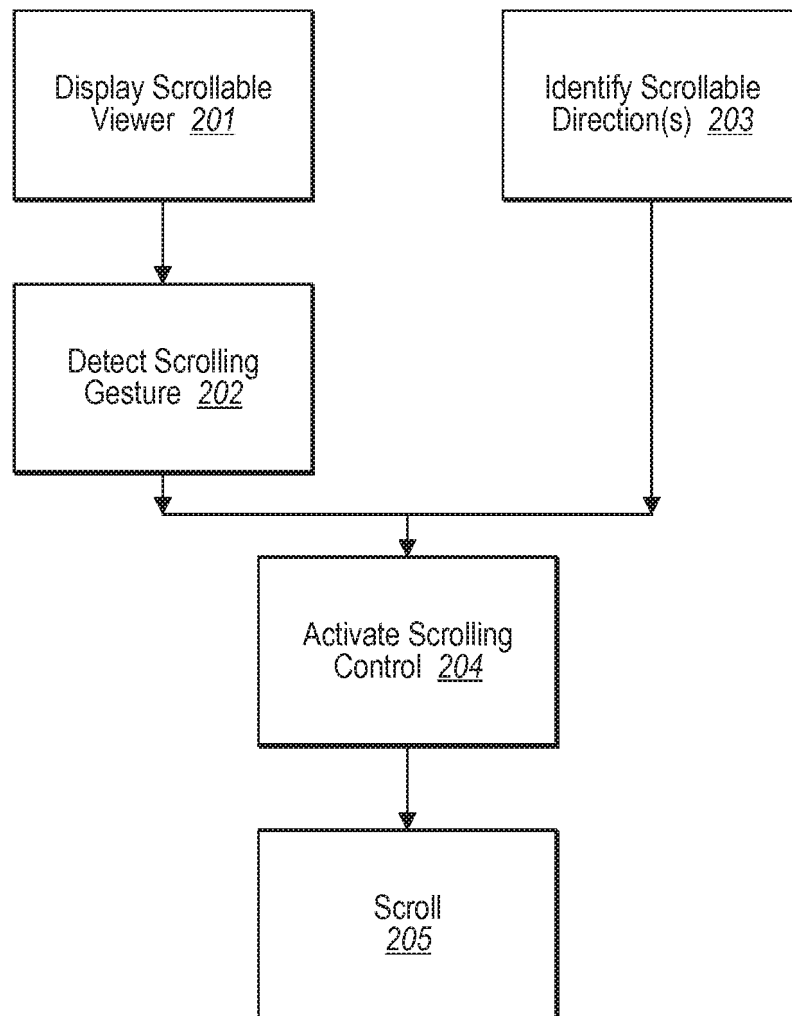 Display Scrollable
Viewer 201
Identify Scrollable
Direction(s) 203
Detect Scrolling
Gesture 202
Activate Scrolling
Control 204
Scroll
205